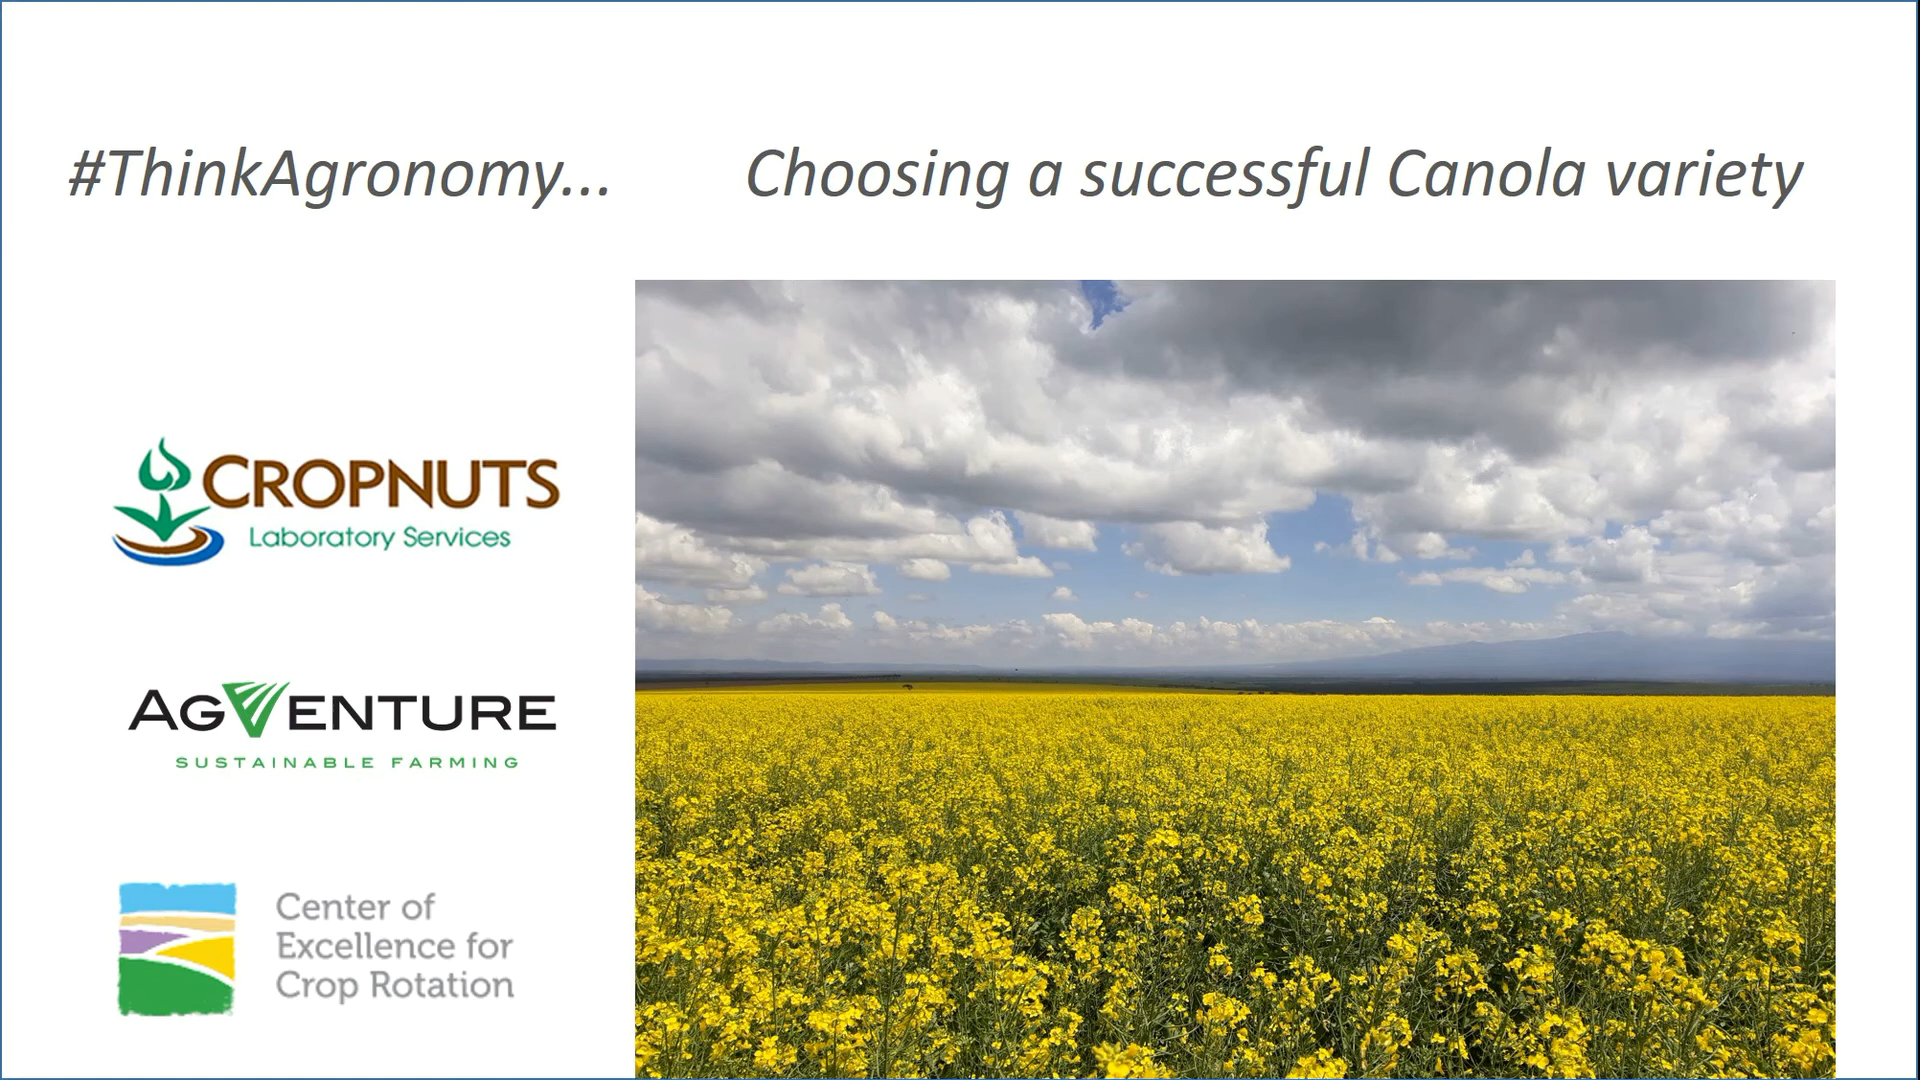 #ThinkAgronomy... Choosing a successful Canola variety
CROPNUTS
Laboratory Services
AGVENTURE
SUSTAINABLE FARMING
Center of
Excellence for
Crop Rotation